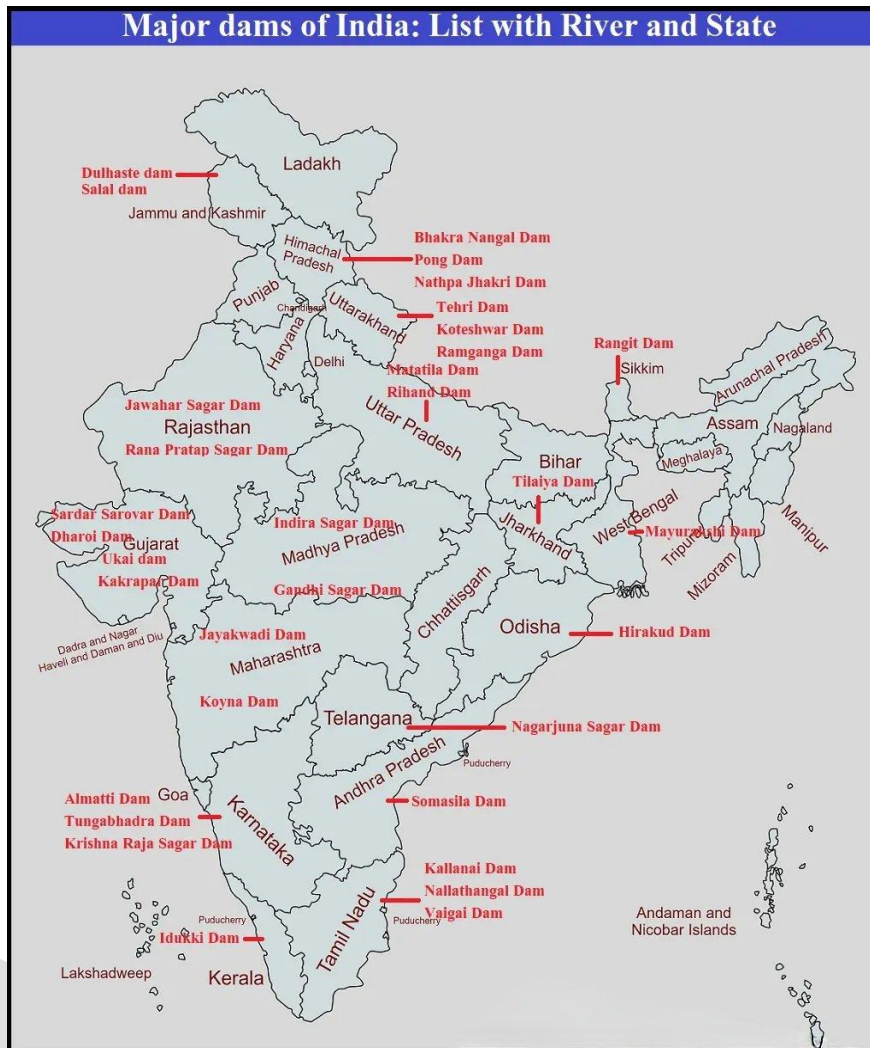 Major dams of India: List with River and State
Ladakh
Dulhaste dam
Salal dam
Jammu and Kashmir
Himachal
Pradesh
Bhakra Nangal Dam
Pong Dam
Nathpa Jhakri Dam
Punjab
Chandigarh
Uttarakhand
Tehri Dam
Koteshwar Dam
Ramganga Dam
Haryana
Delhi
Matatila Dam
Rihand Dam
Uttar Pradesh
Rangit Dam
Sikkim
Arunachal Pradesh
Assam
Nagaland
Meghalaya
Manipur
Tripura
Mizoram
Jawahar Sagar Dam
Rajasthan
Rana Pratap Sagar Dam
Bihar
Tilaiya Dam
Jharkhand
West Bengal
Mayurakshi Dam
Sardar Sarovar Dam
Dharoi Dam
Gujarat
Ukai dam
Kakrapar Dam
Indira Sagar Dam
Madhya Pradesh
Gandhi Sagar Dam
Chhattisgarh
Odisha
Hirakud Dam
Dadra and Nagar
Haveli and Daman and Diu
Jayakwadi Dam
Maharashtra
Koyna Dam
Telangana
Nagarjuna Sagar Dam
Puducherry
Andhra Pradesh
Somasila Dam
Goa
Almatti Dam
Tungabhadra Dam
Krishna Raja Sagar Dam
Karnataka
Kallanai Dam
Nallathangal Dam
Vaigai Dam
Tamil Nadu
Puducherry
Puducherry
Idukki Dam
Kerala
Lakshadweep
Andaman and
Nicobar Islands